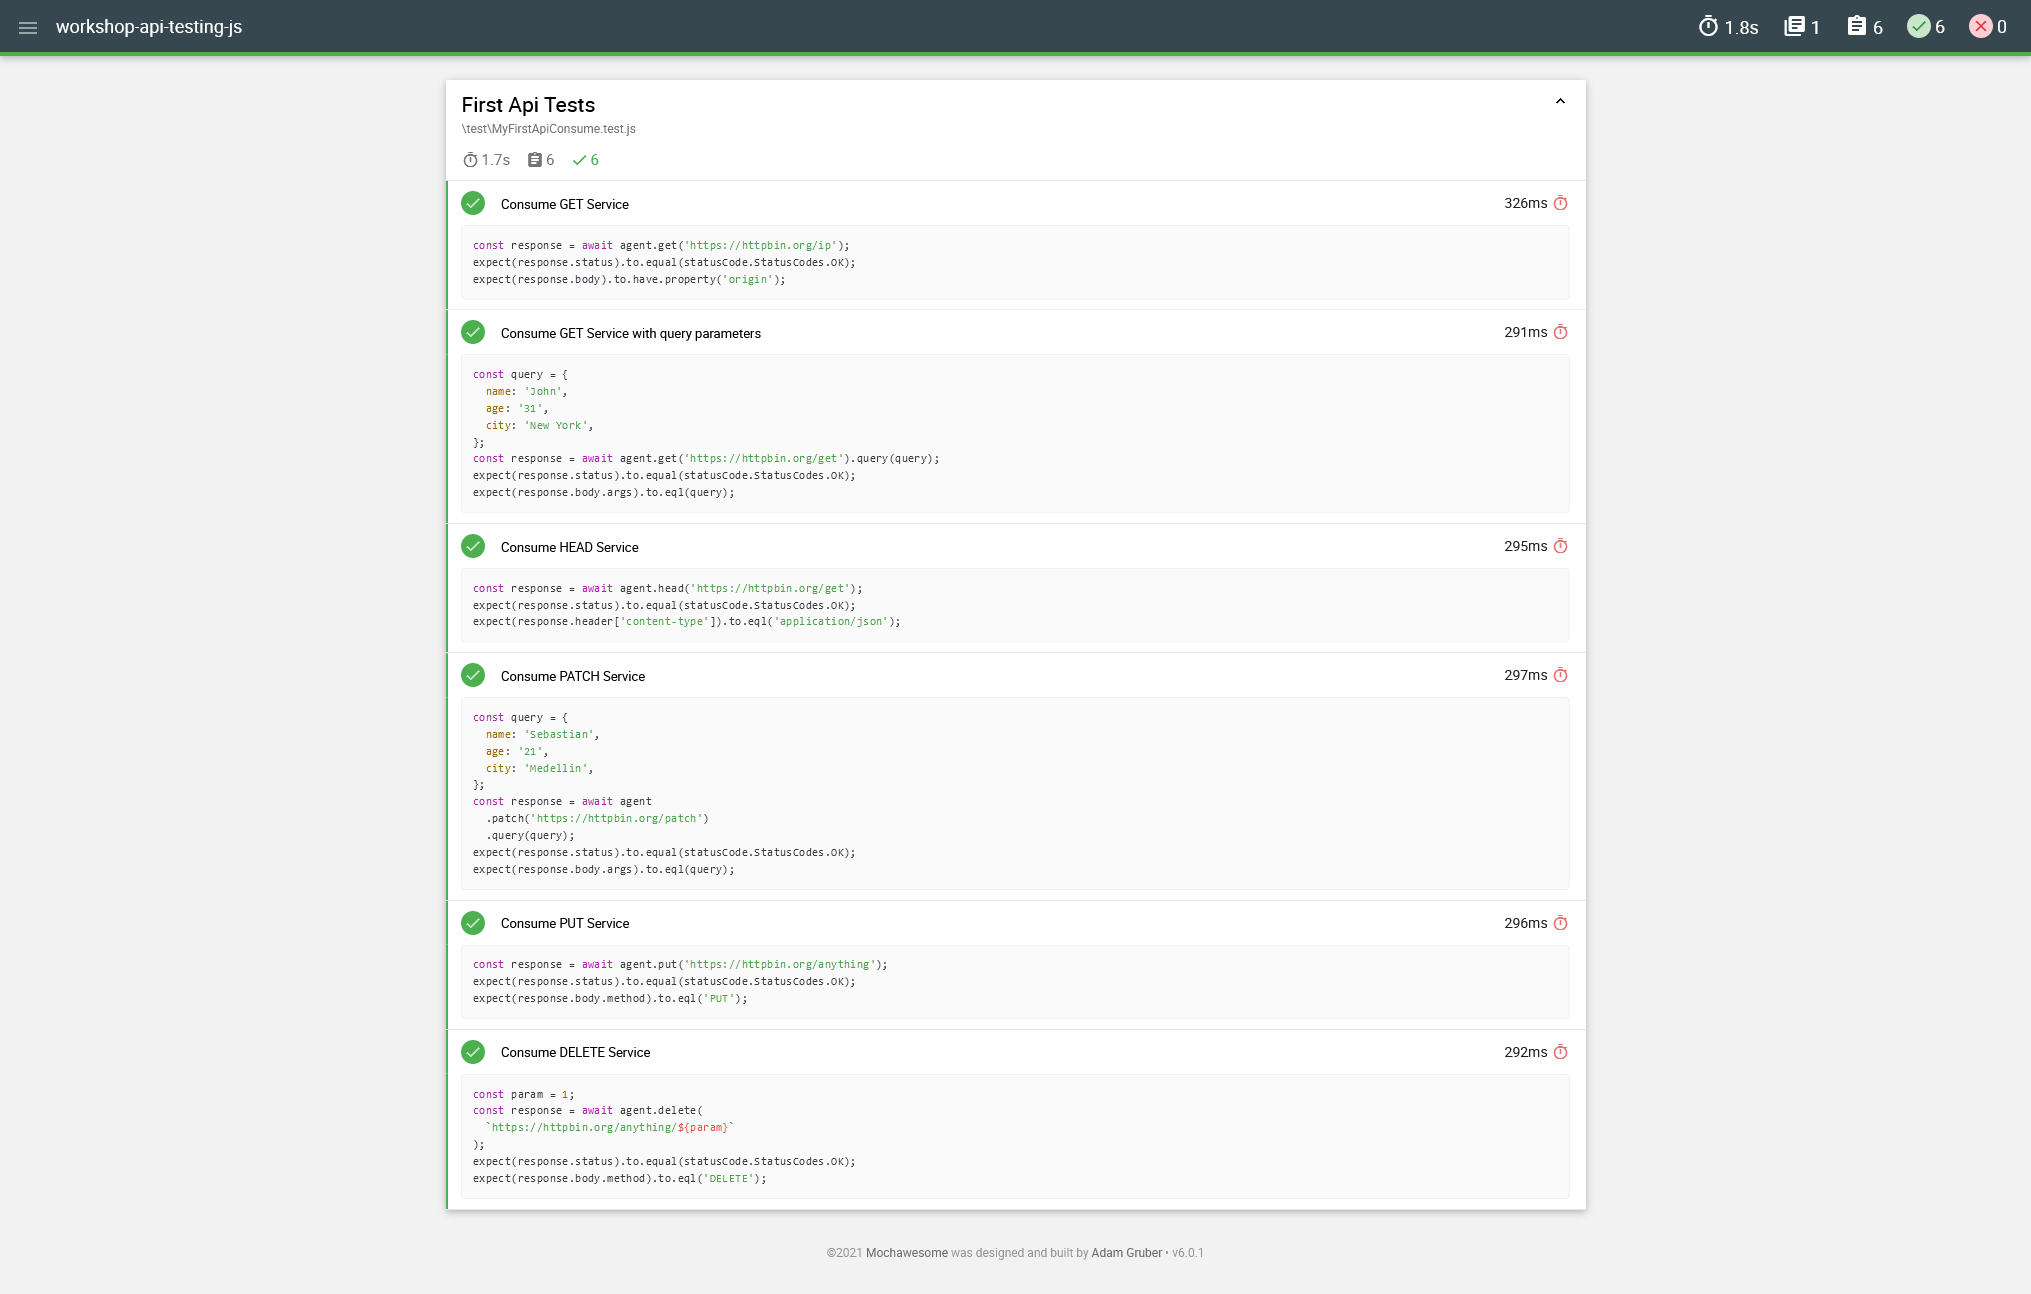 workshop-api-testing-js
1.8s 1 6 6 0
First Api Tests
\test\MyFirstApiConsume.test.js
1.7s 6 6
Consume GET Service 326ms
const response = await agent.get('https://httpbin.org/ip');
expect(response.status).to.equal(statusCode.StatusCodes.OK);
expect(response.body).to.have.property('origin');
Consume GET Service with query parameters 291ms
const query = {
  name: 'John',
  age: '31',
  city: 'New York',
};
const response = await agent.get('https://httpbin.org/get').query(query);
expect(response.status).to.equal(statusCode.StatusCodes.OK);
expect(response.body.args).to.eql(query);
Consume HEAD Service 295ms
const response = await agent.head('https://httpbin.org/get');
expect(response.status).to.equal(statusCode.StatusCodes.OK);
expect(response.header['content-type']).to.eql('application/json');
Consume PATCH Service 297ms
const query = {
  name: 'Sebastian',
  age: '21',
  city: 'Medellin',
};
const response = await agent
  .patch('https://httpbin.org/patch')
  .query(query);
expect(response.status).to.equal(statusCode.StatusCodes.OK);
expect(response.body.args).to.eql(query);
Consume PUT Service 296ms
const response = await agent.put('https://httpbin.org/anything');
expect(response.status).to.equal(statusCode.StatusCodes.OK);
expect(response.body.method).to.eql('PUT');
Consume DELETE Service 292ms
const param = 1;
const response = await agent.delete(
  `https://httpbin.org/anything/${param}`
);
expect(response.status).to.equal(statusCode.StatusCodes.OK);
expect(response.body.method).to.eql('DELETE');
©2021 Mochawesome was designed and built by Adam Gruber • v6.0.1